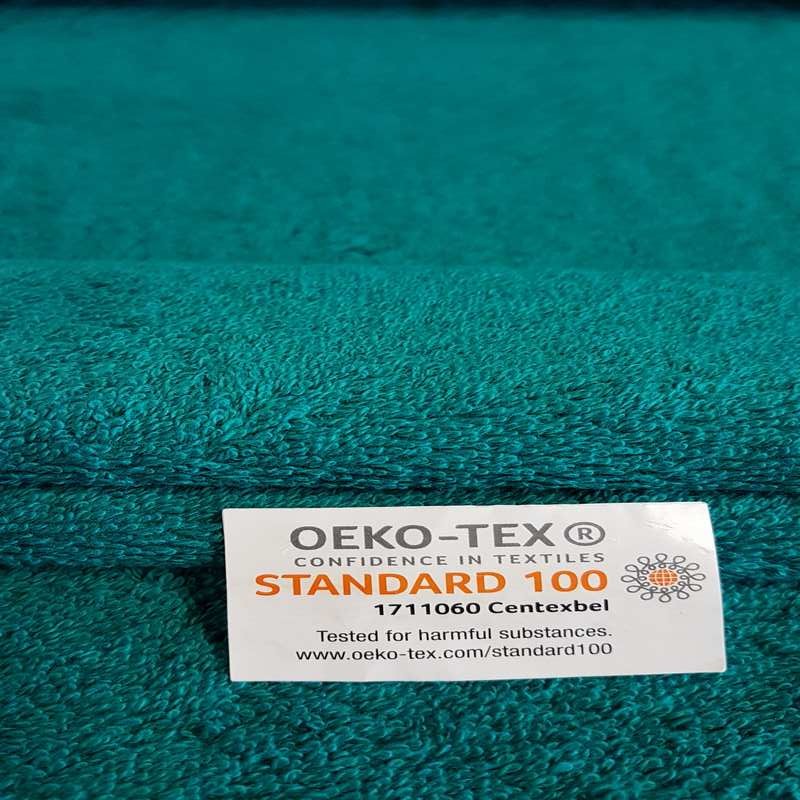 OEKO-TEX®
CONFIDENCE IN TEXTILES
STANDARD 100
1711060 Centexbel
Tested for harmful substances.
www.oeko-tex.com/standard100